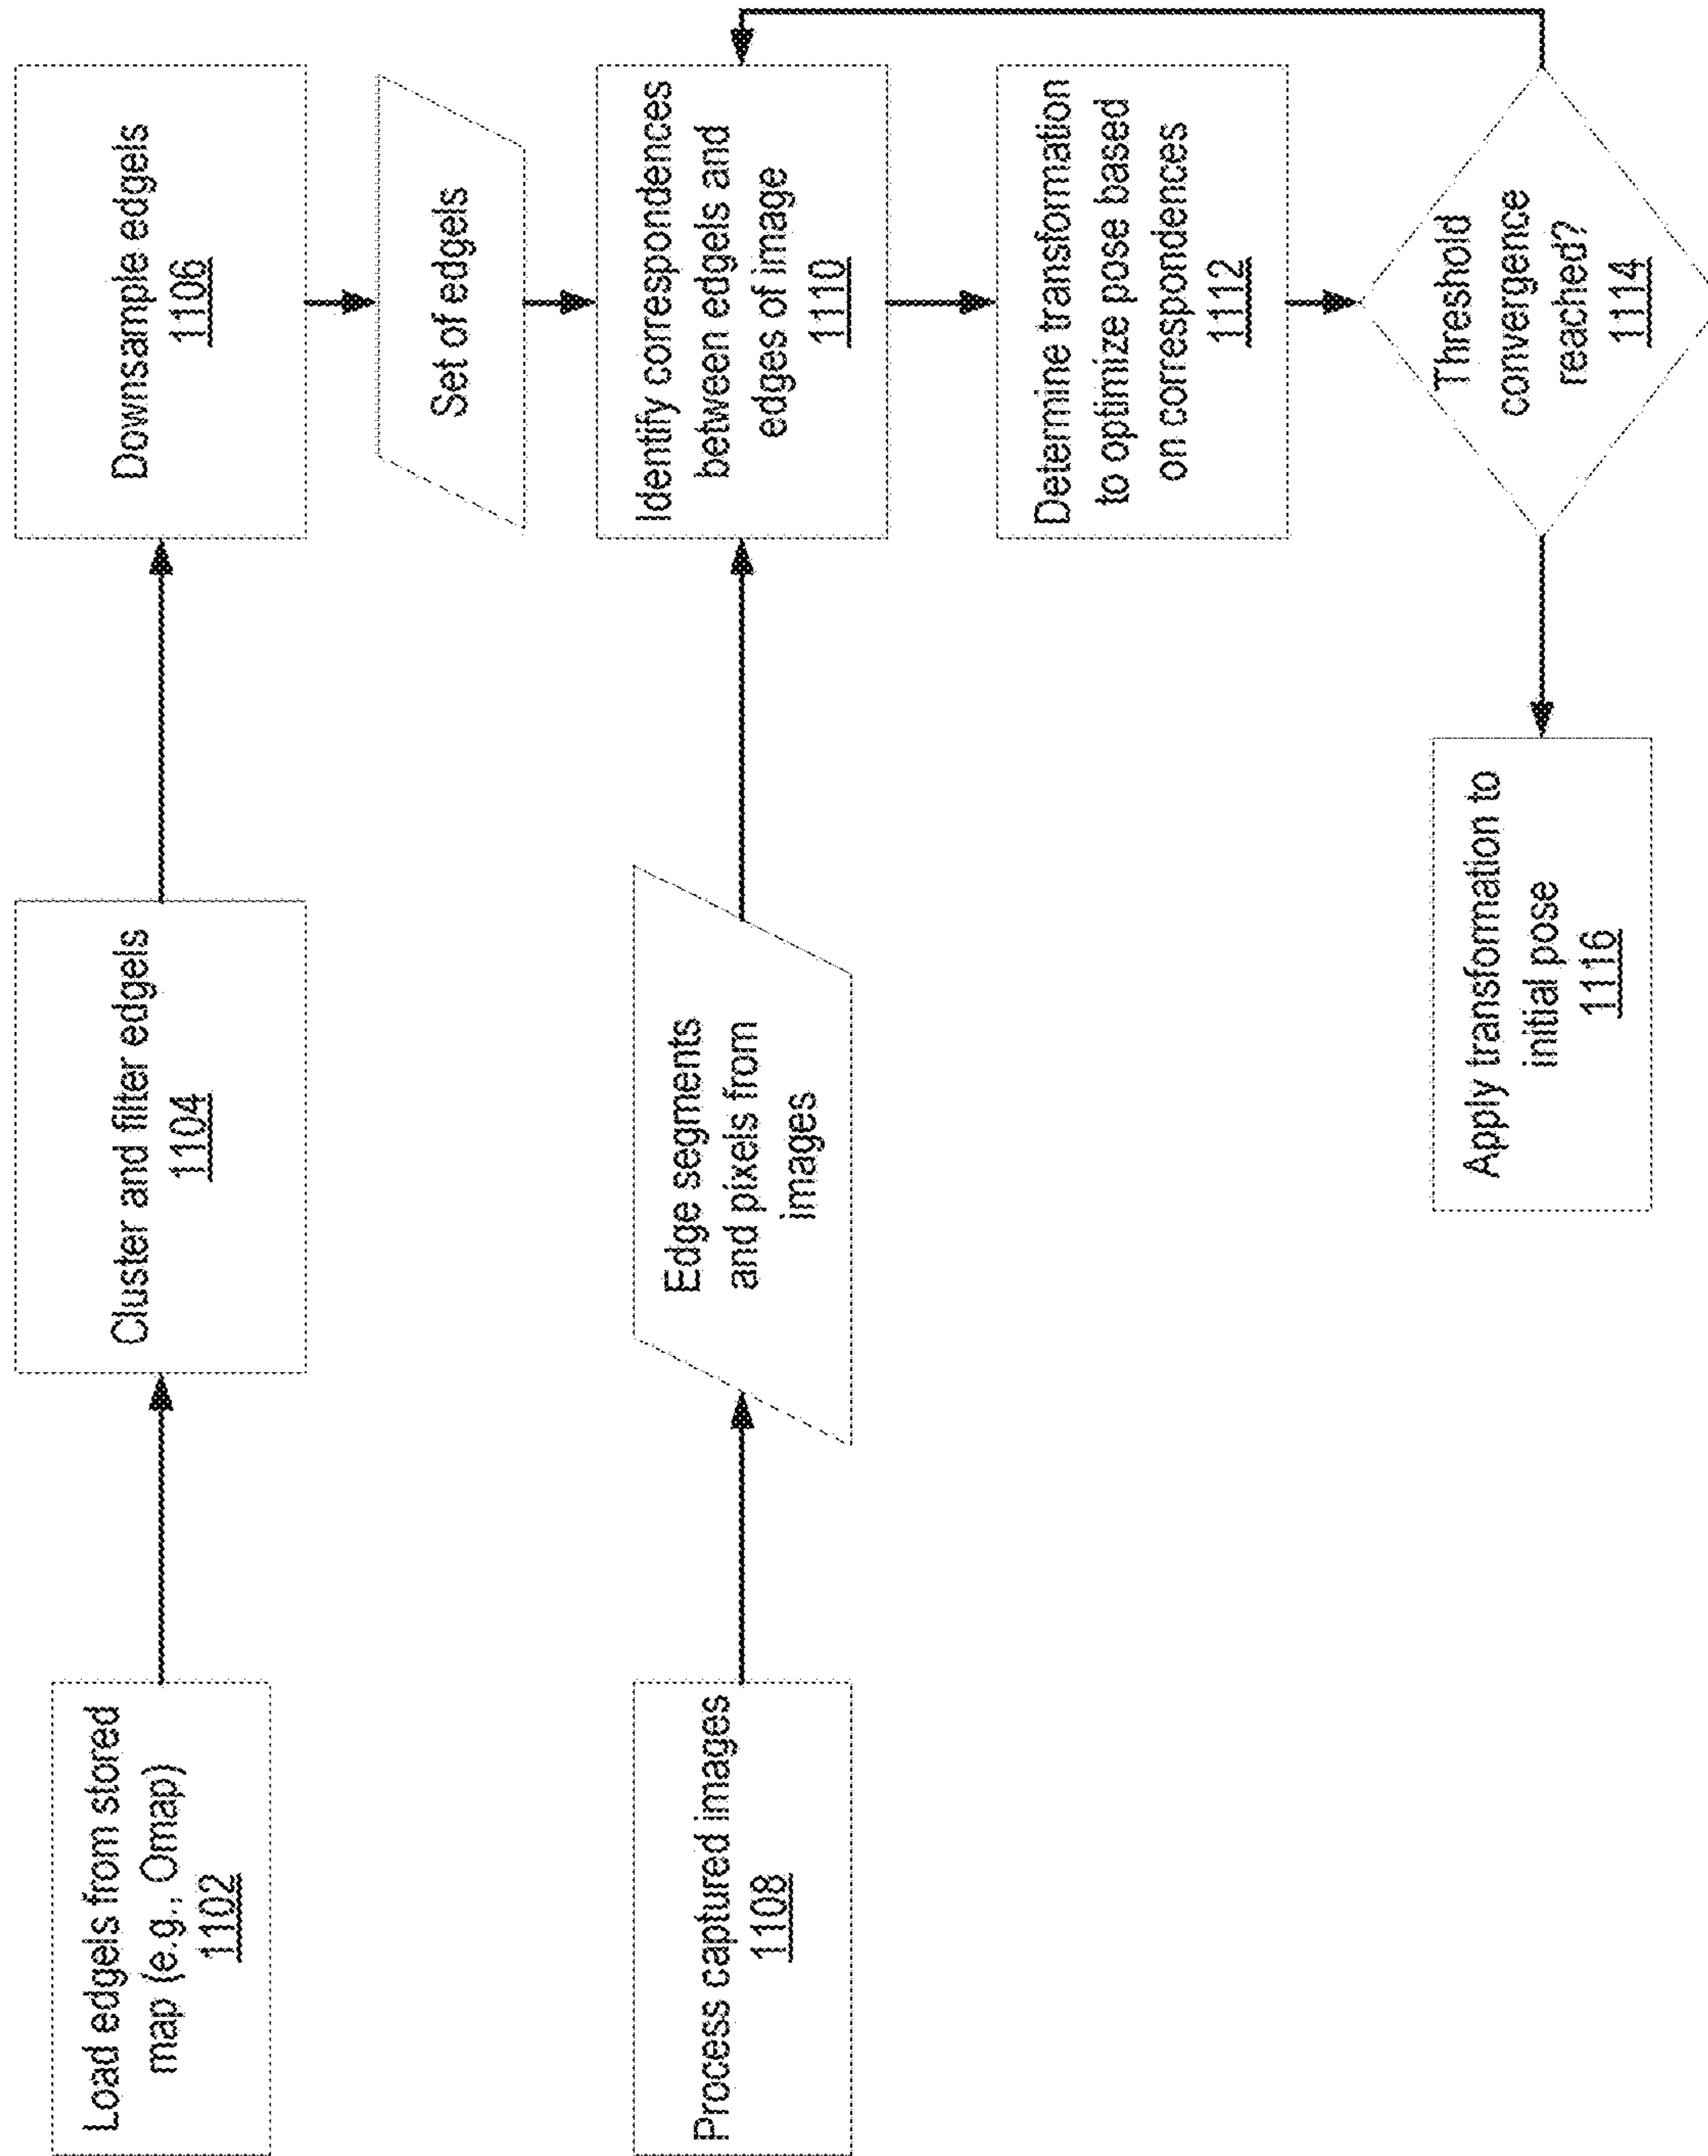 Load edgels from stored
map (e.g., Omap)
1102
Cluster and filter edgels
1104
Downsample edgels
1106
Set of edgels
Process captured images
1108
Edge segments
and pixels from
images
Identify correspondences
between edgels and
edges of image
1110
Determine transformation
to optimize pose based
on correspondences
1112
Threshold
convergence
reached?
1114
Apply transformation to
initial pose
1116